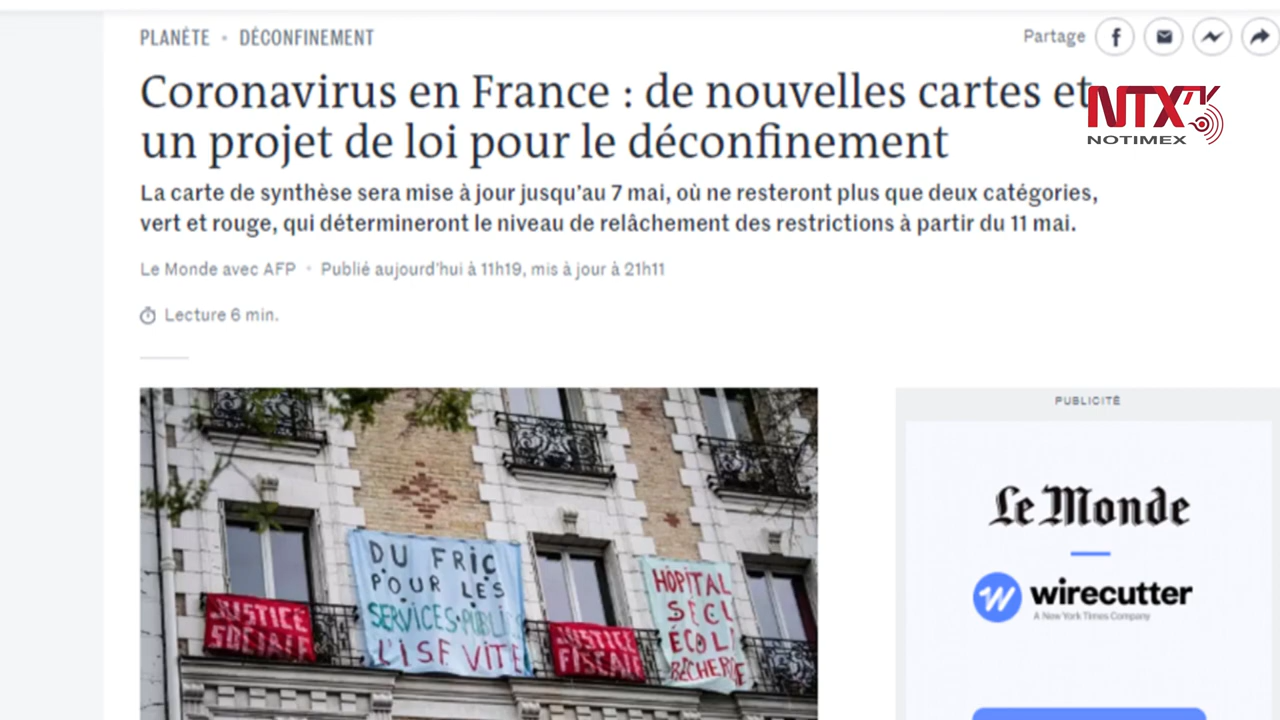 PLANÈTE • DÉCONFINEMENT
Partage
Coronavirus en France : de nouvelles cartes et
un projet de loi pour le déconfinement
NTX
NOTIMEX
La carte de synthèse sera mise à jour jusqu'au 7 mai, où ne resteront plus que deux catégories,
vert et rouge, qui détermineront le niveau de relâchement des restrictions à partir du 11 mai.
Le Monde avec AFP • Publié aujourd'hui à 11h19, mis à jour à 21h11
Lecture 6 min.
PUBLICITÉ
Le Monde
wirecutter
A New York Times Company
DU FRIC
POUR LES
SERVICES PUBLI
L'ISF VITE
JUSTICE
SOCIALE
JUSTICE
FISCALE
HÔPITAL
SÉCU
ÉCOL
RECHERCHE